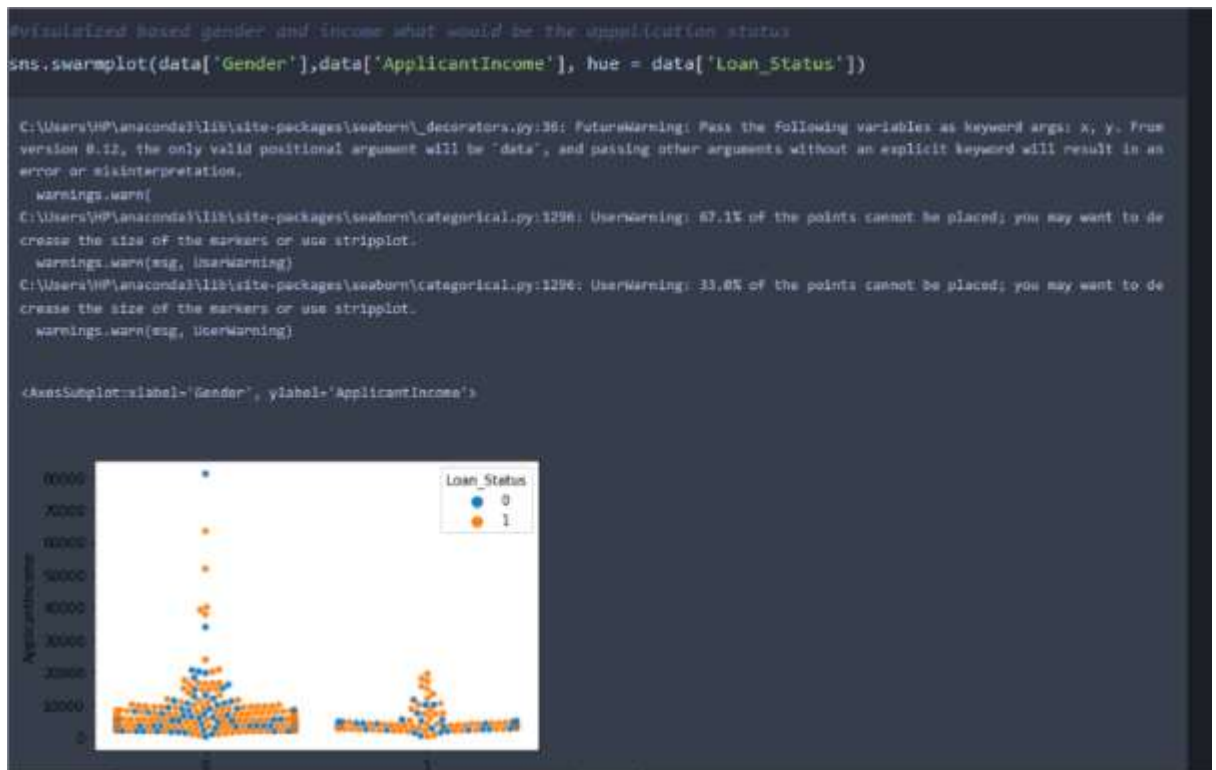 #visulaized based gender and income what would be the appplication status
sns.swarmplot(data['Gender'],data['ApplicantIncome'], hue = data['Loan_Status'])
C:\Users\HP\anaconda3\lib\site-packages\seaborn\_decorators.py:36: FutureWarning: Pass the following variables as keyword args: x, y. From
version 0.12, the only valid positional argument will be `data`, and passing other arguments without an explicit keyword will result in an
error or misinterpretation.
warnings.warn(
C:\Users\HP\anaconda3\lib\site-packages\seaborn\categorical.py:1296: UserWarning: 67.1% of the points cannot be placed; you may want to de
crease the size of the markers or use stripplot.
warnings.warn(msg, UserWarning)
C:\Users\HP\anaconda3\lib\site-packages\seaborn\categorical.py:1296: UserWarning: 33.0% of the points cannot be placed; you may want to de
crease the size of the markers or use stripplot.
warnings.warn(msg, UserWarning)
<AxesSubplot:xlabel='Gender', ylabel='ApplicantIncome'>
Loan_Status
0
1
80000
70000
60000
50000
40000
30000
20000
10000
0
ApplicantIncome
0 1